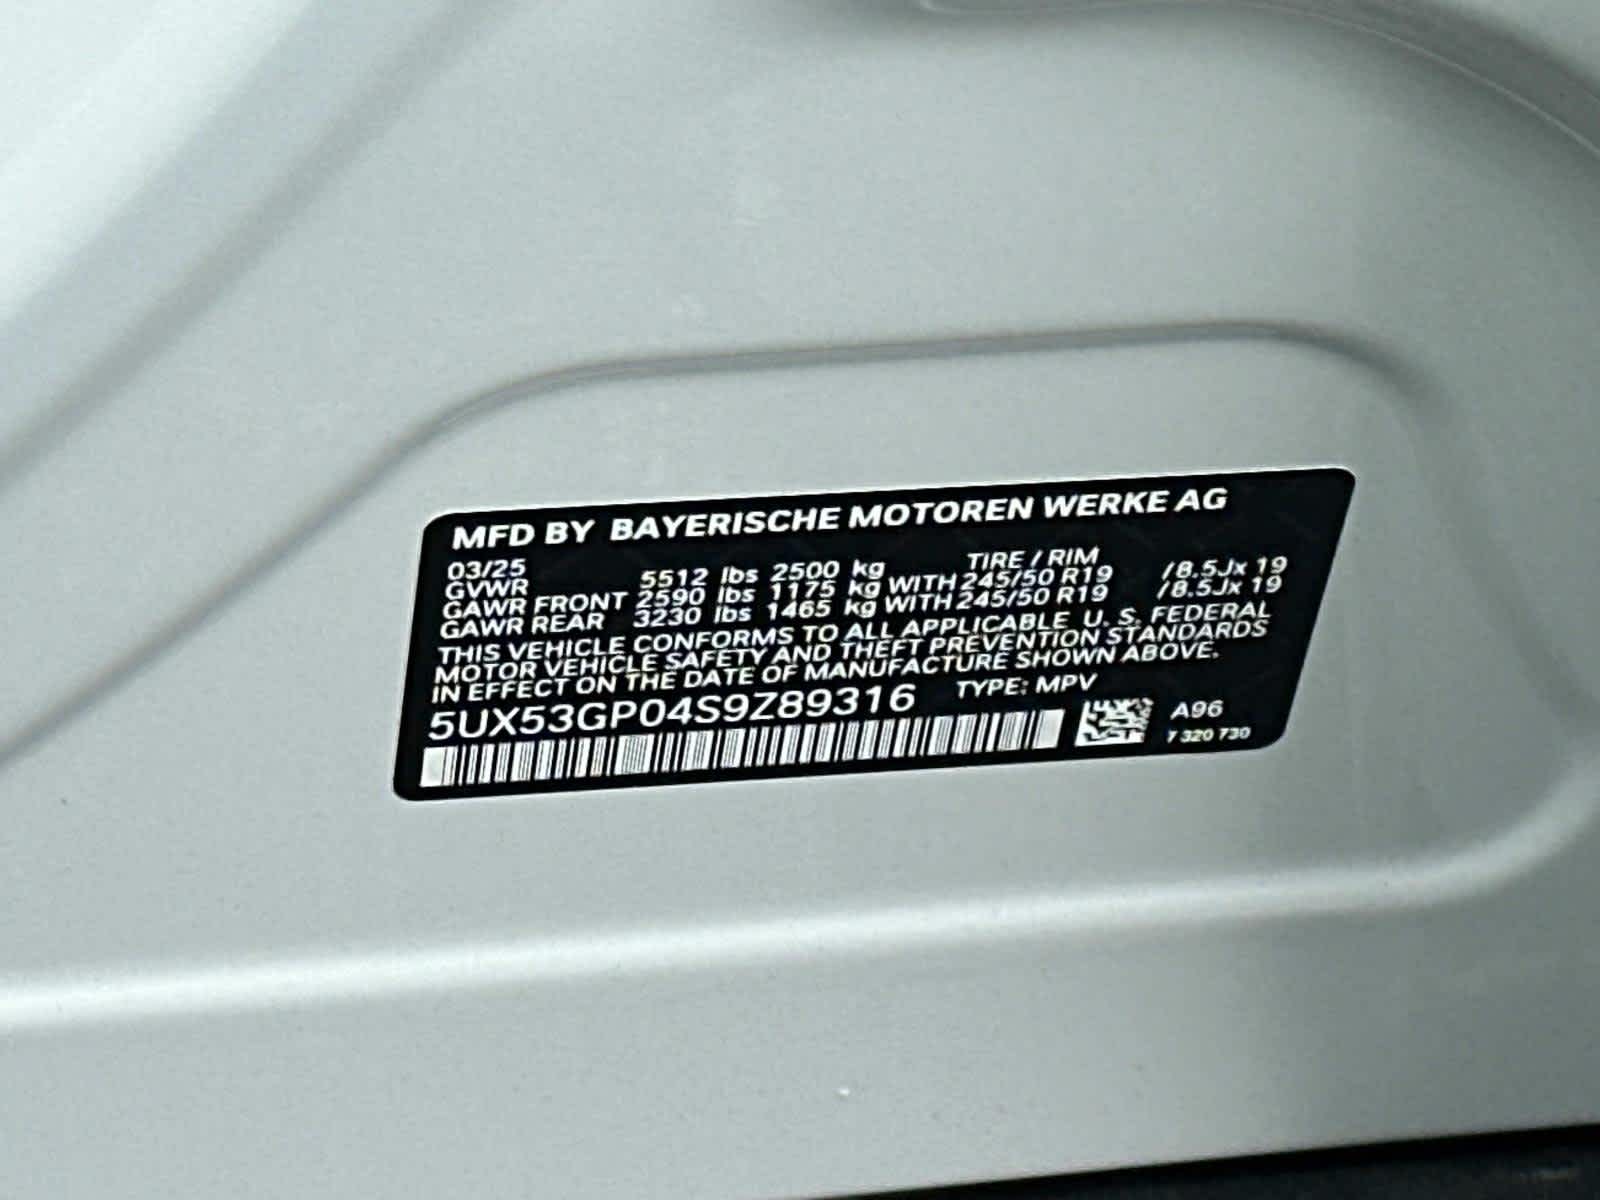 MFD BY BAYERISCHE MOTOREN WERKE AG
03/25 TIRE / RIM
GVWR 5512 lbs 2500 kg
GAWR FRONT 2590 lbs 1175 kg WITH 245/50 R19 /8.5Jx 19
GAWR REAR 3230 lbs 1465 kg WITH 245/50 R19 /8.5Jx 19
THIS VEHICLE CONFORMS TO ALL APPLICABLE U. S. FEDERAL
MOTOR VEHICLE SAFETY AND THEFT PREVENTION STANDARDS
IN EFFECT ON THE DATE OF MANUFACTURE SHOWN ABOVE.
5UX53GP04S9Z89316 TYPE: MPV
A96
7 320 730